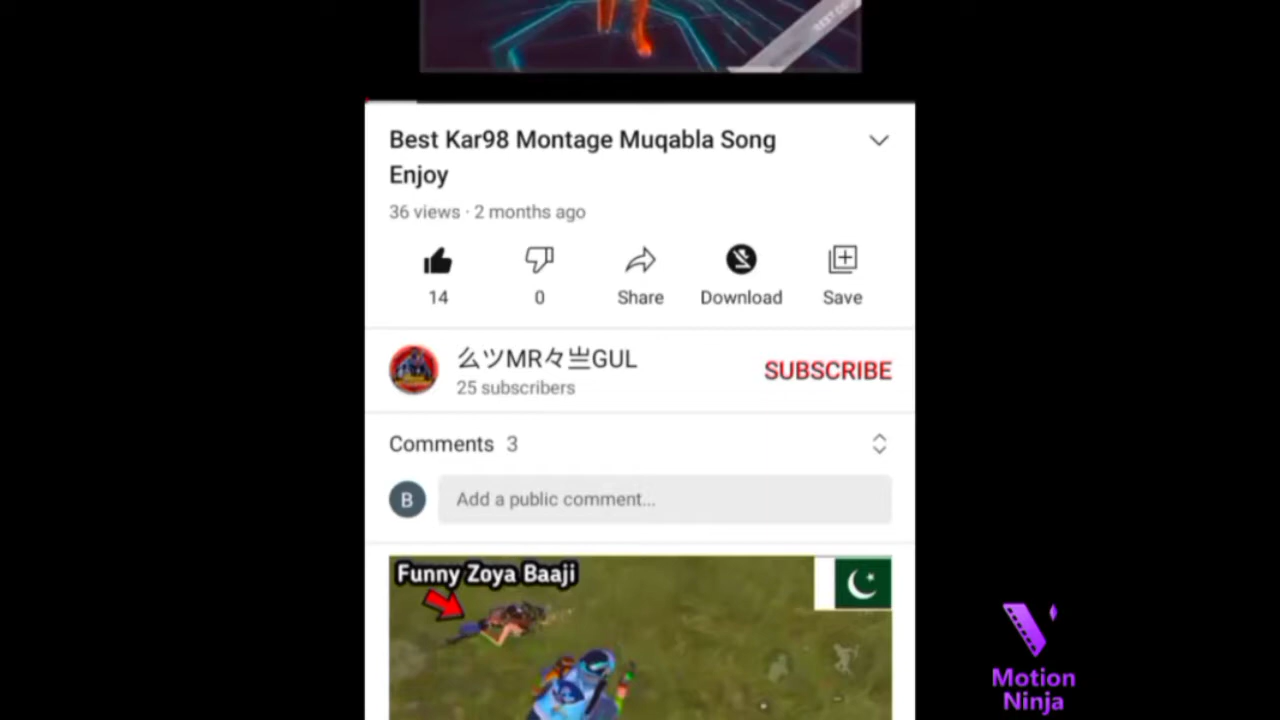 Best Kar98 Montage Muqabla Song
Enjoy
36 views · 2 months ago
14
0
Share
Download
Save
么ツMR々亗GUL
SUBSCRIBE
25 subscribers
Comments 3
B
Add a public comment...
Funny Zoya Baaji
Motion
Ninja